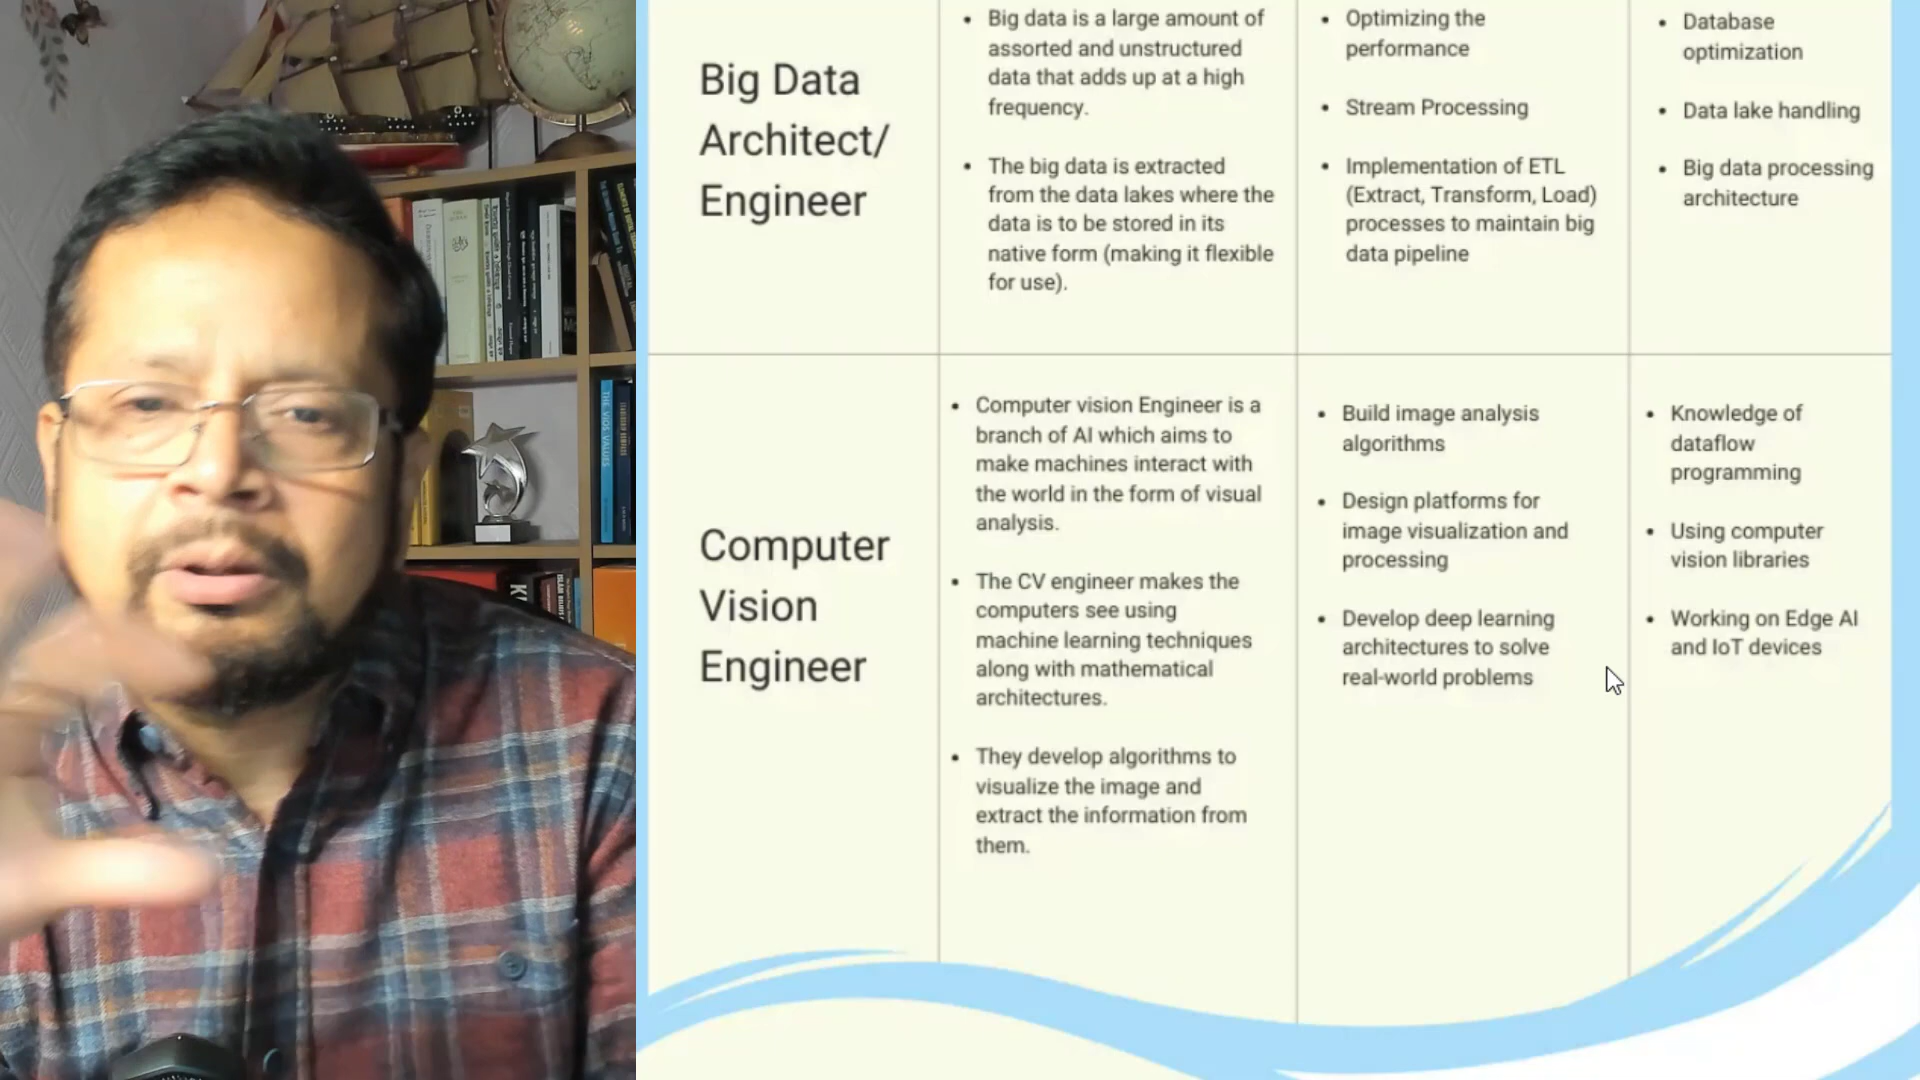 Big Data
Architect/
Engineer
• Big data is a large amount of
assorted and unstructured
data that adds up at a high
frequency.
• The big data is extracted
from the data lakes where the
data is to be stored in its
native form (making it flexible
for use).
• Optimizing the
performance
• Stream Processing
• Implementation of ETL
(Extract, Transform, Load)
processes to maintain big
data pipeline
• Database
optimization
• Data lake handling
• Big data processing
architecture
Computer
Vision
Engineer
• Computer vision Engineer is a
branch of AI which aims to
make machines interact with
the world in the form of visual
analysis.
• The CV engineer makes the
computers see using
machine learning techniques
along with mathematical
architectures.
• They develop algorithms to
visualize the image and
extract the information from
them.
• Build image analysis
algorithms
• Design platforms for
image visualization and
processing
• Develop deep learning
architectures to solve
real-world problems
• Knowledge of
dataflow
programming
• Using computer
vision libraries
• Working on Edge AI
and IoT devices